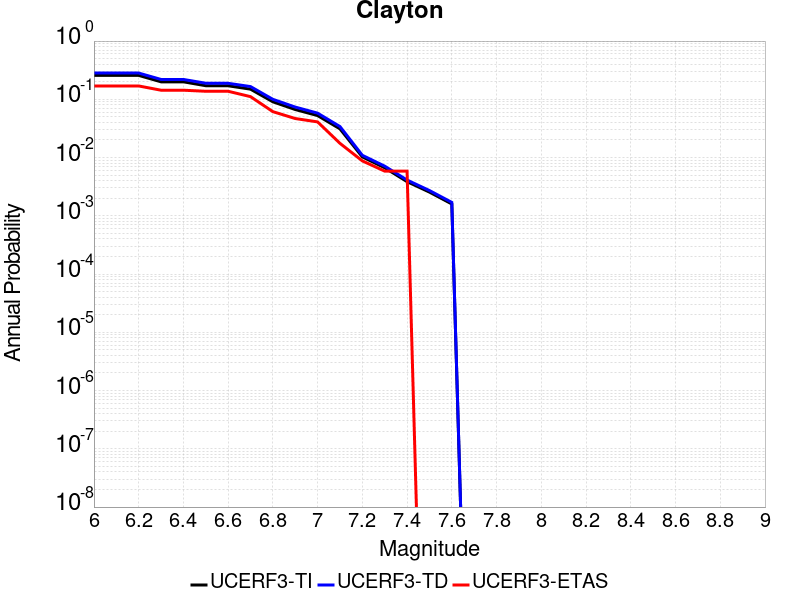 Clayton
Annual Probability
10^0
10^-1
10^-2
10^-3
10^-4
10^-5
10^-6
10^-7
10^-8
6 6.2 6.4 6.6 6.8 7 7.2 7.4 7.6 7.8 8 8.2 8.4 8.6 8.8 9
Magnitude
UCERF3-TI UCERF3-TD UCERF3-ETAS